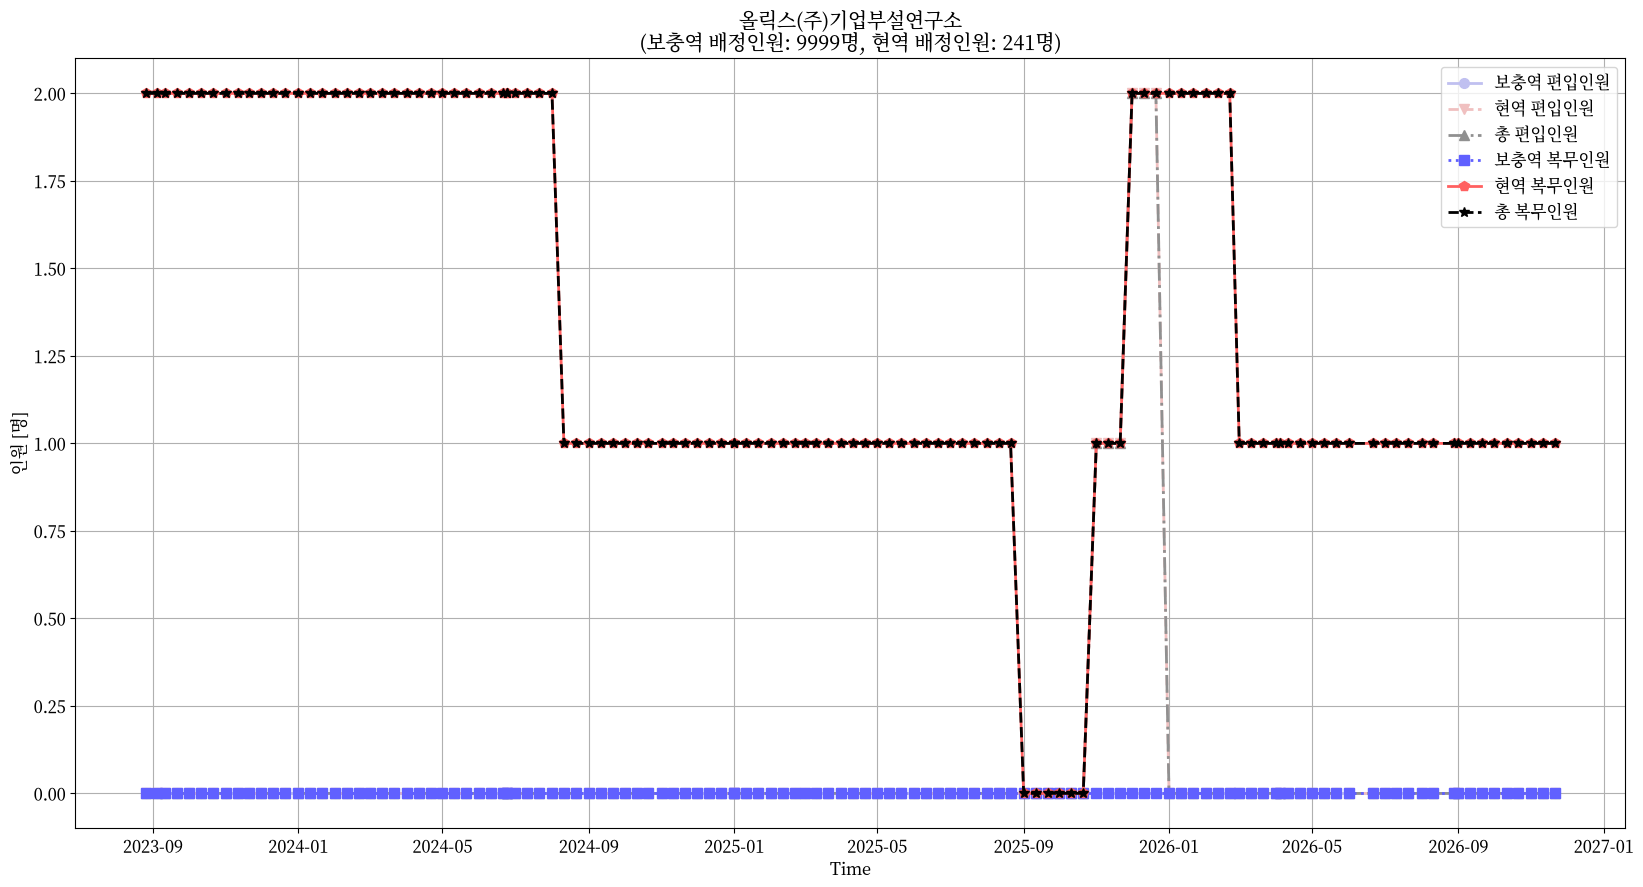 올릭스(주)기업부설연구소
(보충역 배정인원: 9999명, 현역 배정인원: 241명)
보충역 편입인원
현역 편입인원
총 편입인원
보충역 복무인원
현역 복무인원
총 복무인원
인원 [명]
2.00
1.75
1.50
1.25
1.00
0.75
0.50
0.25
0.00
2023-09 2024-01 2024-05 2024-09 2025-01 2025-05 2025-09 2026-01 2026-05 2026-09 2027-01
Time